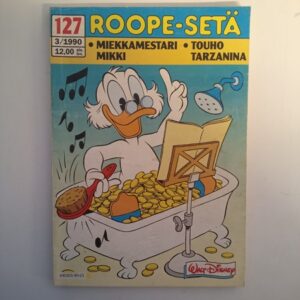 127
ROOPE-SETÄ
3/1990
12,00
• MIEKKAMESTARI
MIKKI
• TOUHO
TARZANINA
WALT DISNEY